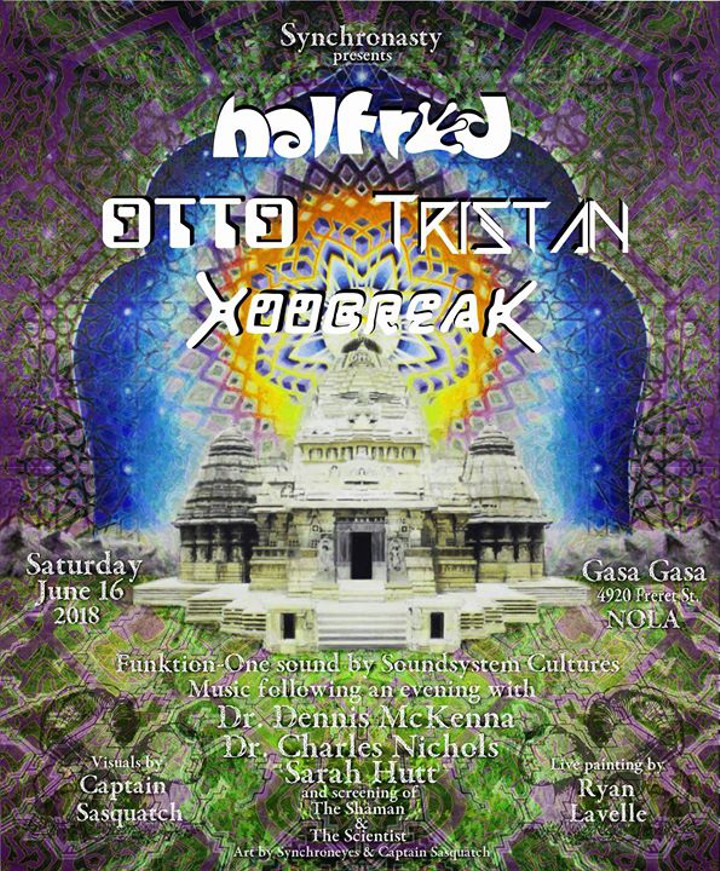 Synchronasty
presents
halfred
OTTO TRISTAN
XOOBREAK
Saturday
June 16
2018
Gasa Gasa
4920 Freret St.
NOLA
Funktion-One sound by Soundsystem Cultures
Music following an evening with
Dr. Dennis McKenna
Dr. Charles Nichols
Sarah Hutt
and screening of
The Shaman
&
The Scientist
Visuals by
Captain
Sasquatch
Live painting by
Ryan
Lavelle
Art by Synchroneyes & Captain Sasquatch